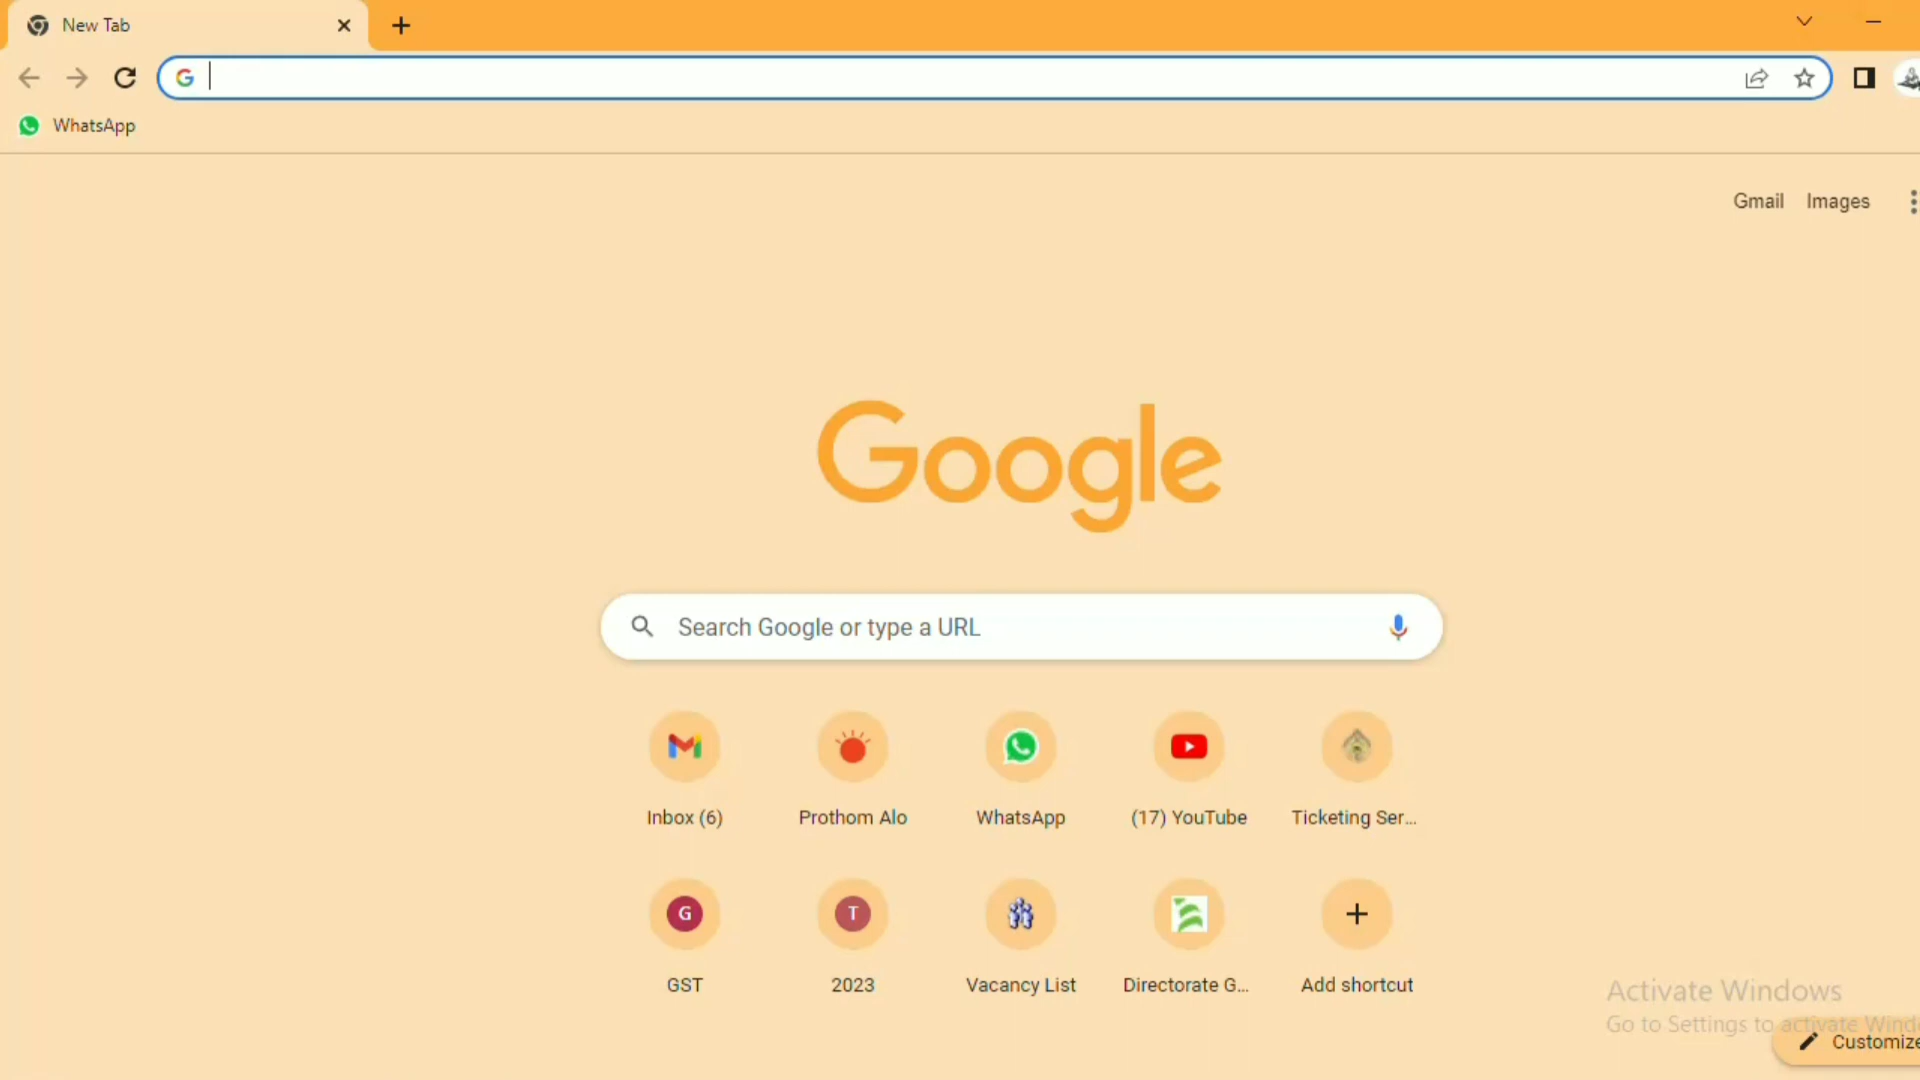 New Tab
WhatsApp
Gmail Images
Google
Search Google or type a URL
Inbox (6) Prothom Alo WhatsApp (17) YouTube Ticketing Ser...
G T
GST 2023 Vacancy List Directorate G... Add shortcut
Activate Windows
Go to Settings to activate Wind
Customize